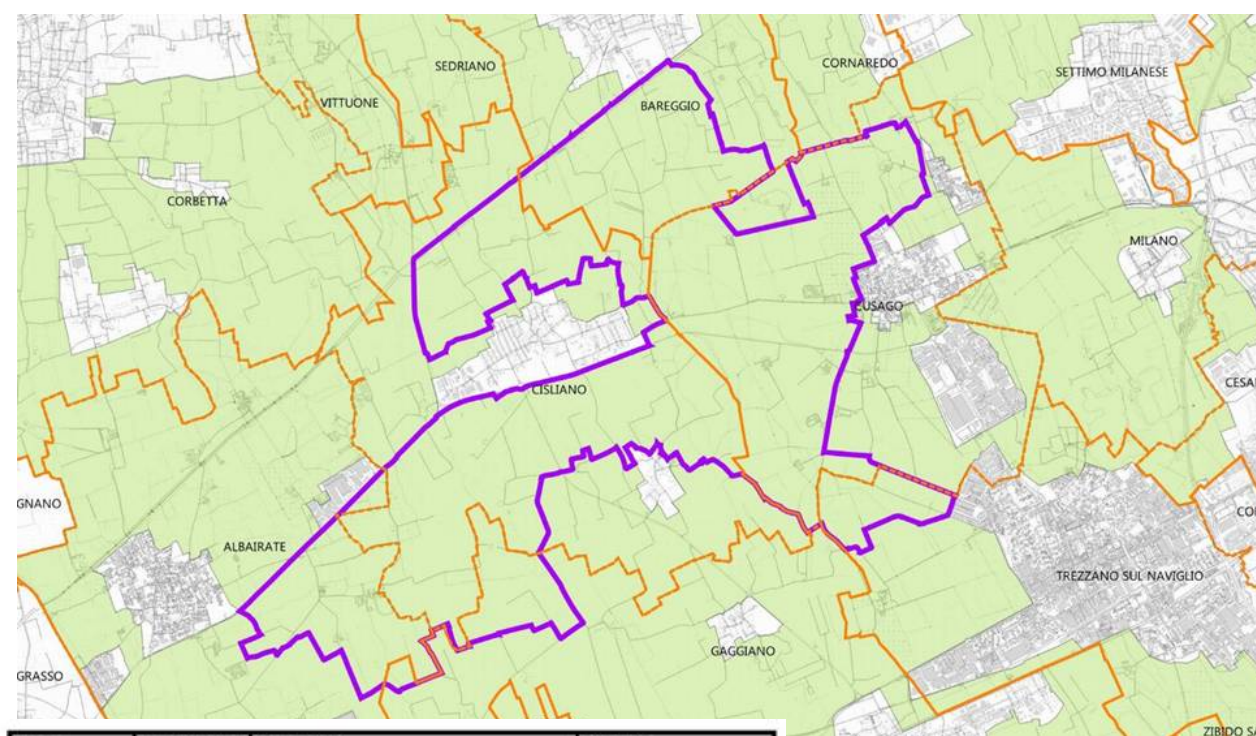 SEDRIANO
CORNAREDO
SETTIMO MILANESE
VITTUONE
BAREGGIO
CORBETTA
MILANO
CUSAGO
CISLIANO
CESA
GNANO
CO
ALBAIRATE
TREZZANO SUL NAVIGLIO
GAGGIANO
GRASSO
ZIBIDO S